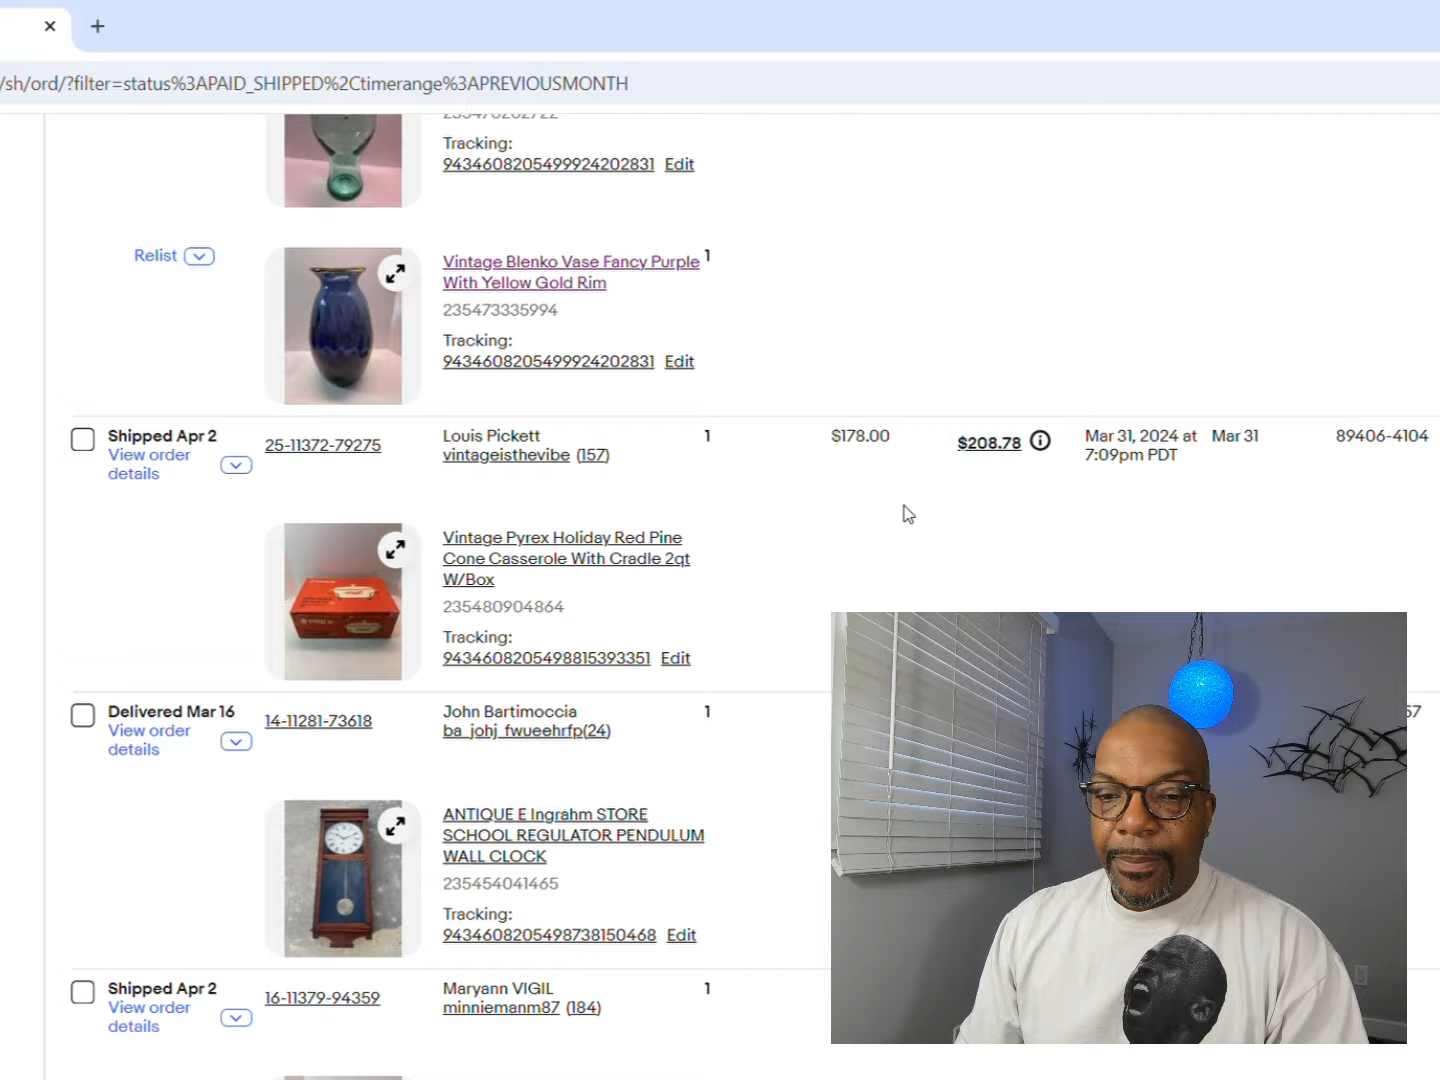 /sh/ord/?filter=status%3APAID_SHIPPED%2Ctimerange%3APREVIOUSMONTH
235470262722
Tracking:
9434608205499924202831 Edit
Relist
Vintage Blenko Vase Fancy Purple 1
With Yellow Gold Rim
235473335994
Tracking:
9434608205499924202831 Edit
Shipped Apr 2 25-11372-79275 Louis Pickett 1 $178.00 $208.78 Mar 31, 2024 at Mar 31 89406-4104
View order vintageisthevibe (157) 7:09pm PDT
details
Vintage Pyrex Holiday Red Pine
Cone Casserole With Cradle 2qt
W/Box
235480904864
Tracking:
9434608205498815393351 Edit
Delivered Mar 16 14-11281-73618 John Bartimoccia 1 57
View order ba_johj_fwueehrfp(24)
details
ANTIQUE E Ingrahm STORE
SCHOOL REGULATOR PENDULUM
WALL CLOCK
235454041465
Tracking:
9434608205498738150468 Edit
Shipped Apr 2 16-11379-94359 Maryann VIGIL 1
View order minniemanm87 (184)
details